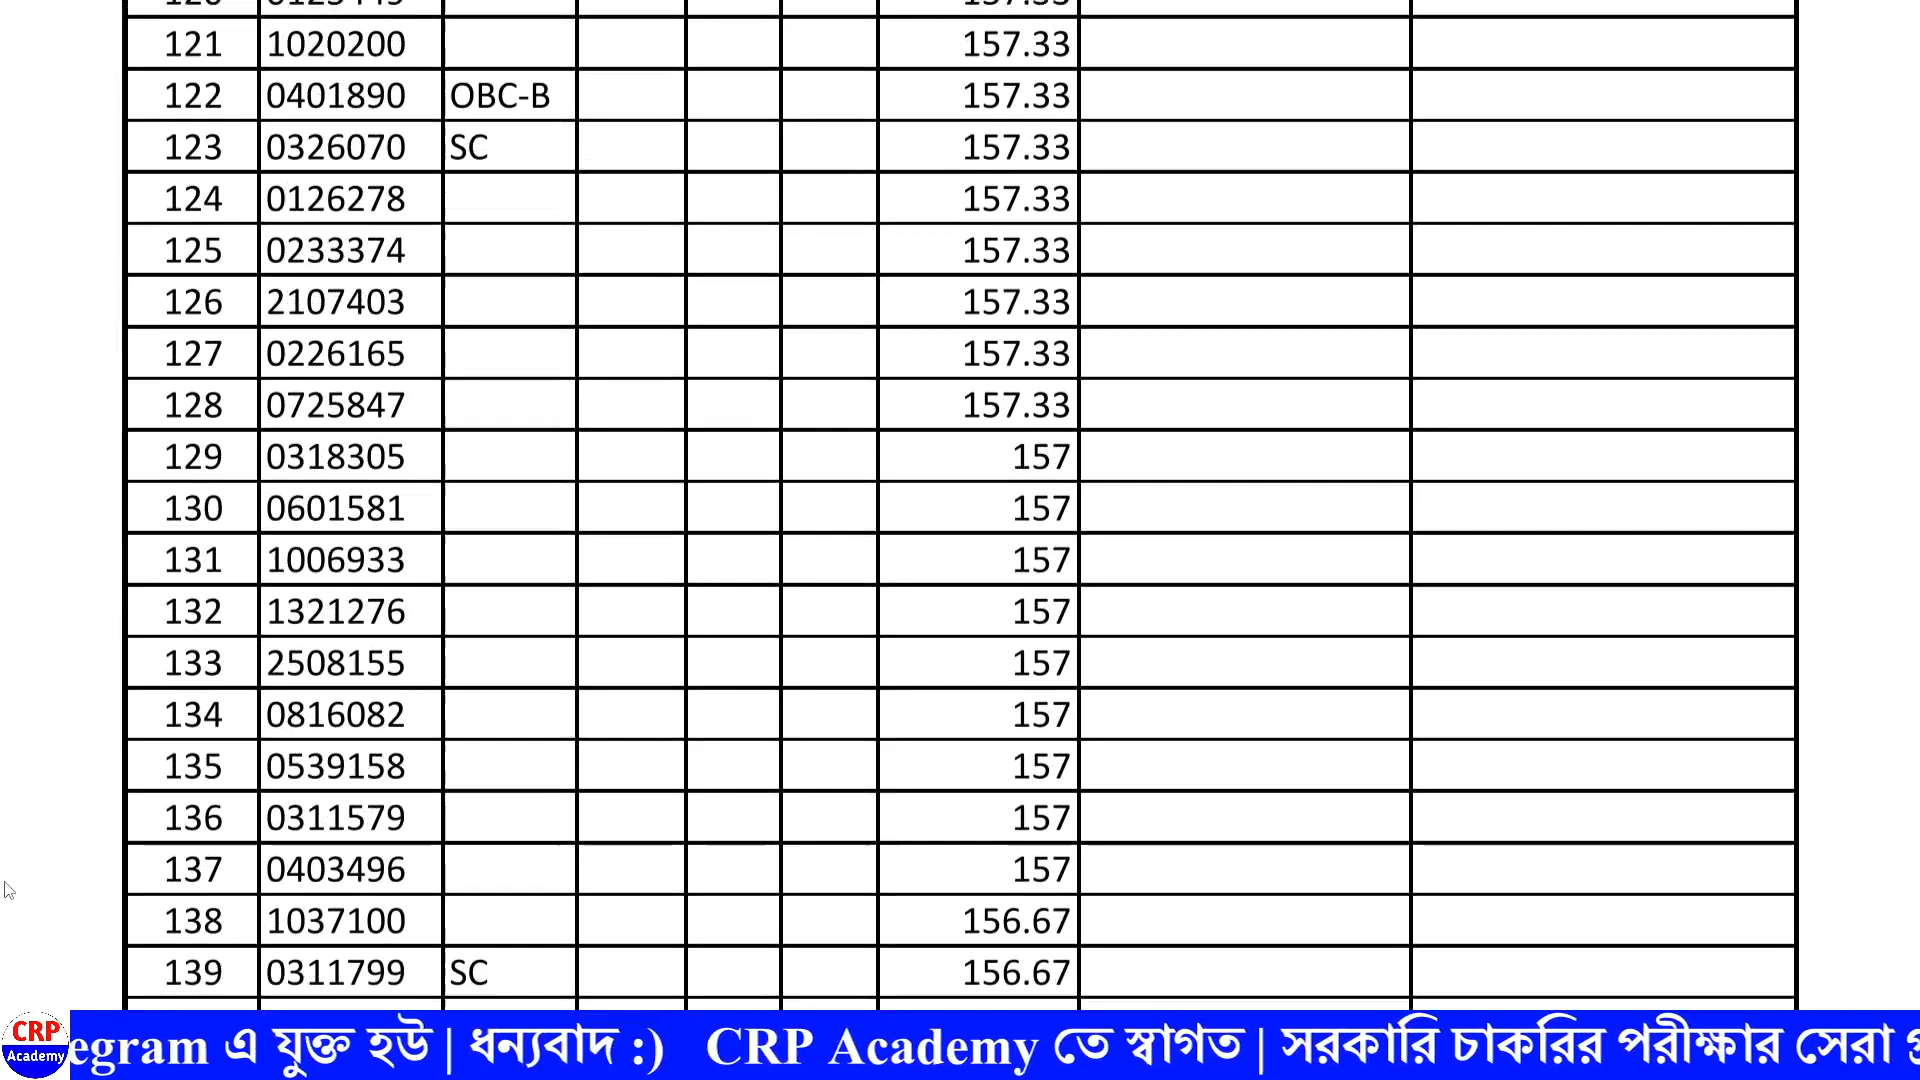 121 1020200 157.33
122 0401890 OBC-B 157.33
123 0326070 SC 157.33
124 0126278 157.33
125 0233374 157.33
126 2107403 157.33
127 0226165 157.33
128 0725847 157.33
129 0318305 157
130 0601581 157
131 1006933 157
132 1321276 157
133 2508155 157
134 0816082 157
135 0539158 157
136 0311579 157
137 0403496 157
138 1037100 156.67
139 0311799 SC 156.67
CRP
Academy
egram এ যুক্ত হউ | ধন্যবাদ :) CRP Academy তে স্বাগত | সরকারি চাকরির পরীক্ষার সেরা